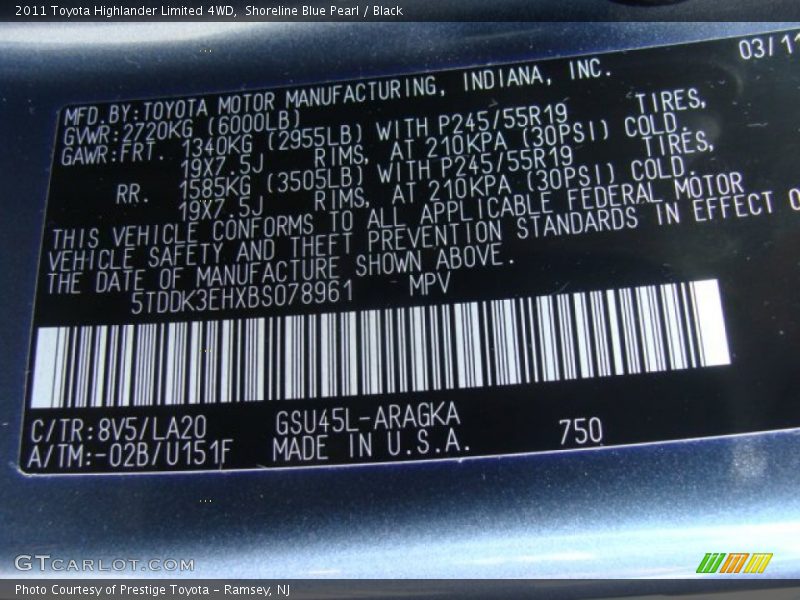 2011 Toyota Highlander Limited 4WD, Shoreline Blue Pearl / Black
03/11
MFD.BY:TOYOTA MOTOR MANUFACTURING, INDIANA, INC.
GVWR:2720KG (6000LB)
GAWR:FRT. 1340KG (2955LB) WITH P245/55R19 TIRES,
19X7.5J RIMS, AT 210KPA (30PSI) COLD.
RR. 1585KG (3505LB) WITH P245/55R19 TIRES,
19X7.5J RIMS, AT 210KPA (30PSI) COLD.
THIS VEHICLE CONFORMS TO ALL APPLICABLE FEDERAL MOTOR
VEHICLE SAFETY AND THEFT PREVENTION STANDARDS IN EFFECT
THE DATE OF MANUFACTURE SHOWN ABOVE.
5TDDK3EHXBS078961 MPV
C/TR:8V5/LA20 GSU45L-ARAGKA
A/TM:-02B/U151F MADE IN U.S.A. 750
GTCARLOT.COM
Photo Courtesy of Prestige Toyota - Ramsey, NJ